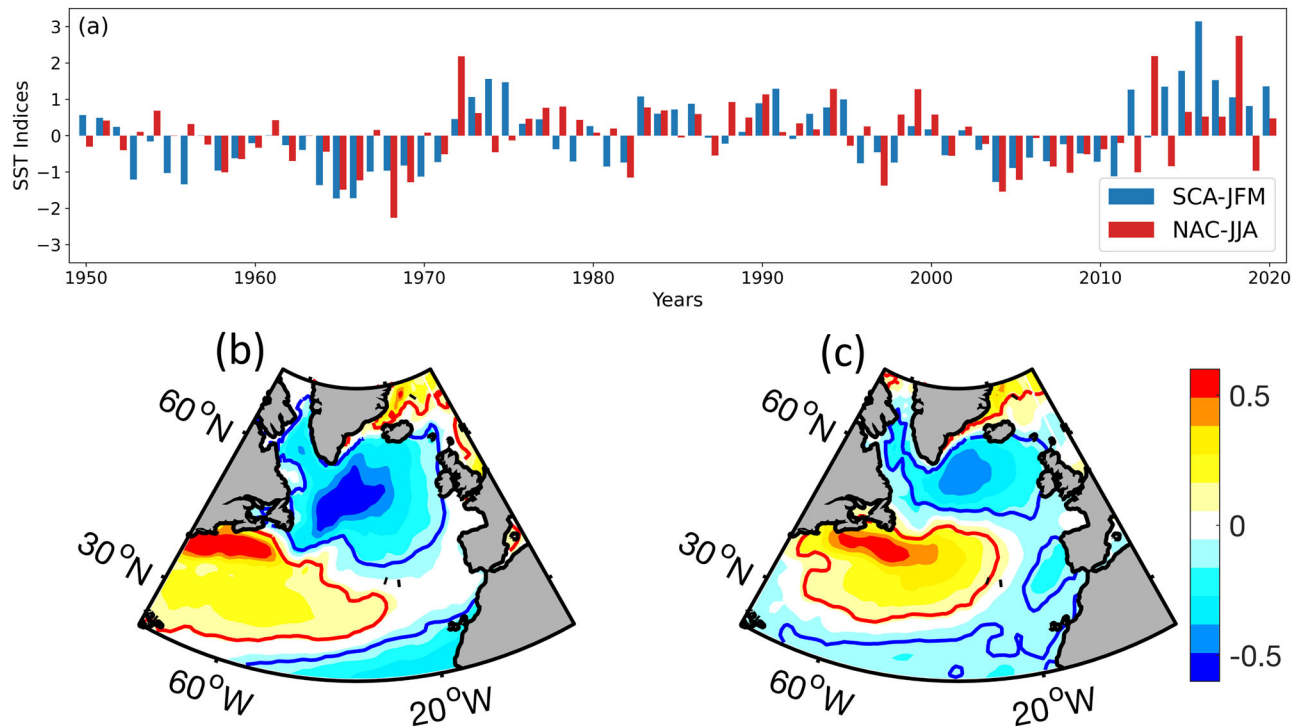 (a)
SST Indices
3
2
1
0
−1
−2
−3
SCA-JFM
NAC-JJA
1950 1960 1970 1980 1990 2000 2010 2020
Years
(b)
60°N
30°N
60°W
20°W
(c)
60°N
30°N
60°W
20°W
0.5
0
-0.5